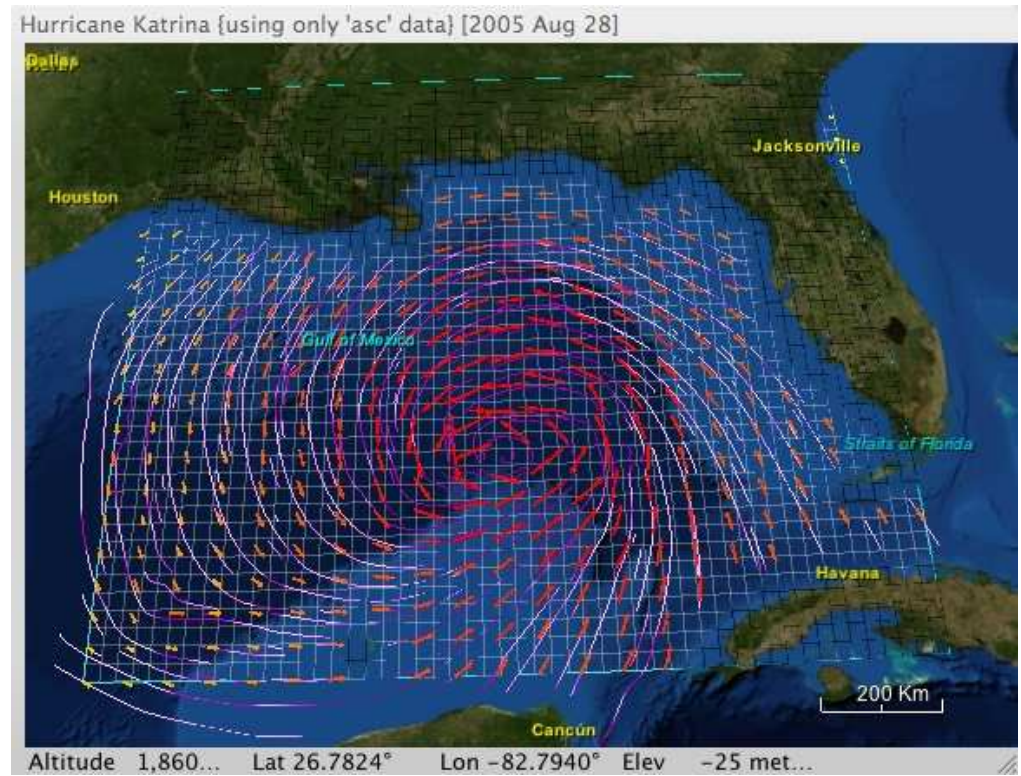 Hurricane Katrina {using only 'asc' data} [2005 Aug 28]
Dallas
Jacksonville
Houston
Gulf of Mexico
Straits of Florida
Havana
200 Km
Cancún
Altitude 1,860... Lat 26.7824° Lon -82.7940° Elev -25 met...